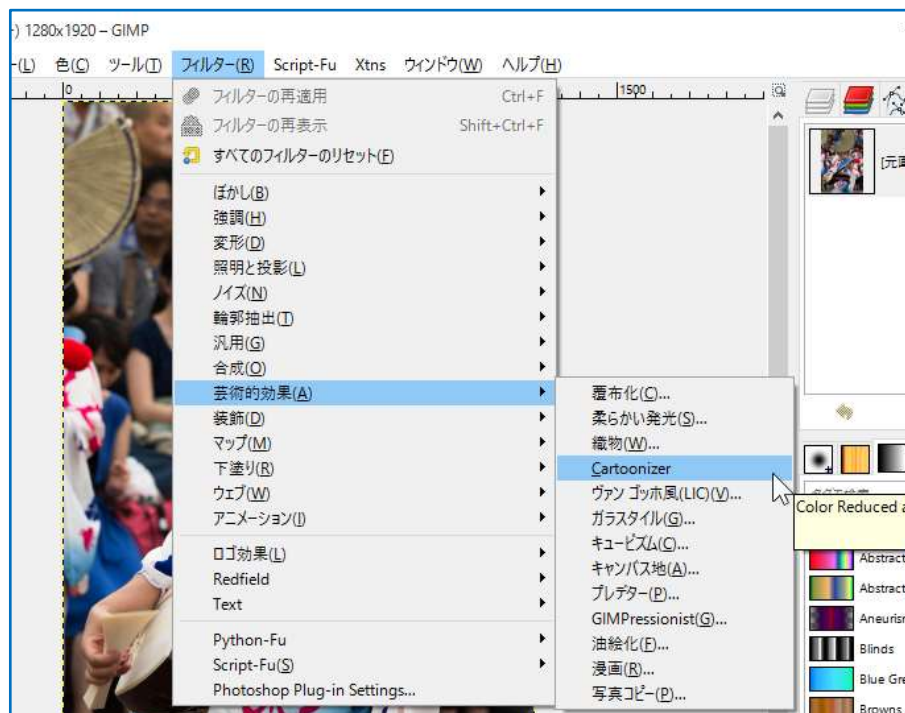 ) 1280x1920 – GIMP
-(L) 色(C) ツール(T) フィルター(R) Script-Fu Xtns ウィンドウ(W) ヘルプ(H)
0 1500
フィルターの再適用 Ctrl+F
フィルターの再表示 Shift+Ctrl+F
すべてのフィルターのリセット(F)
ぼかし(B)
強調(H)
変形(D)
照明と投影(L)
ノイズ(N)
輪郭抽出(T)
汎用(G)
合成(O)
芸術的効果(A)
装飾(D)
マップ(M)
下塗り(R)
ウェブ(W)
アニメーション(I)
ロゴ効果(L)
Redfield
Text
Python-Fu
Script-Fu(S)
Photoshop Plug-in Settings...
覆布化(C)...
柔らかい発光(S)...
織物(W)...
Cartoonizer
ヴァン ゴッホ風(LIC)(V)...
ガラスタイル(G)...
キュービズム(C)...
キャンバス地(A)...
プレデター(P)...
GIMPressionist(G)...
油絵化(F)...
漫画(R)...
写真コピー(P)...
[元画
Color Reduced a
Abstract
Abstract
Aneurism
Blinds
Blue Gre
Browns